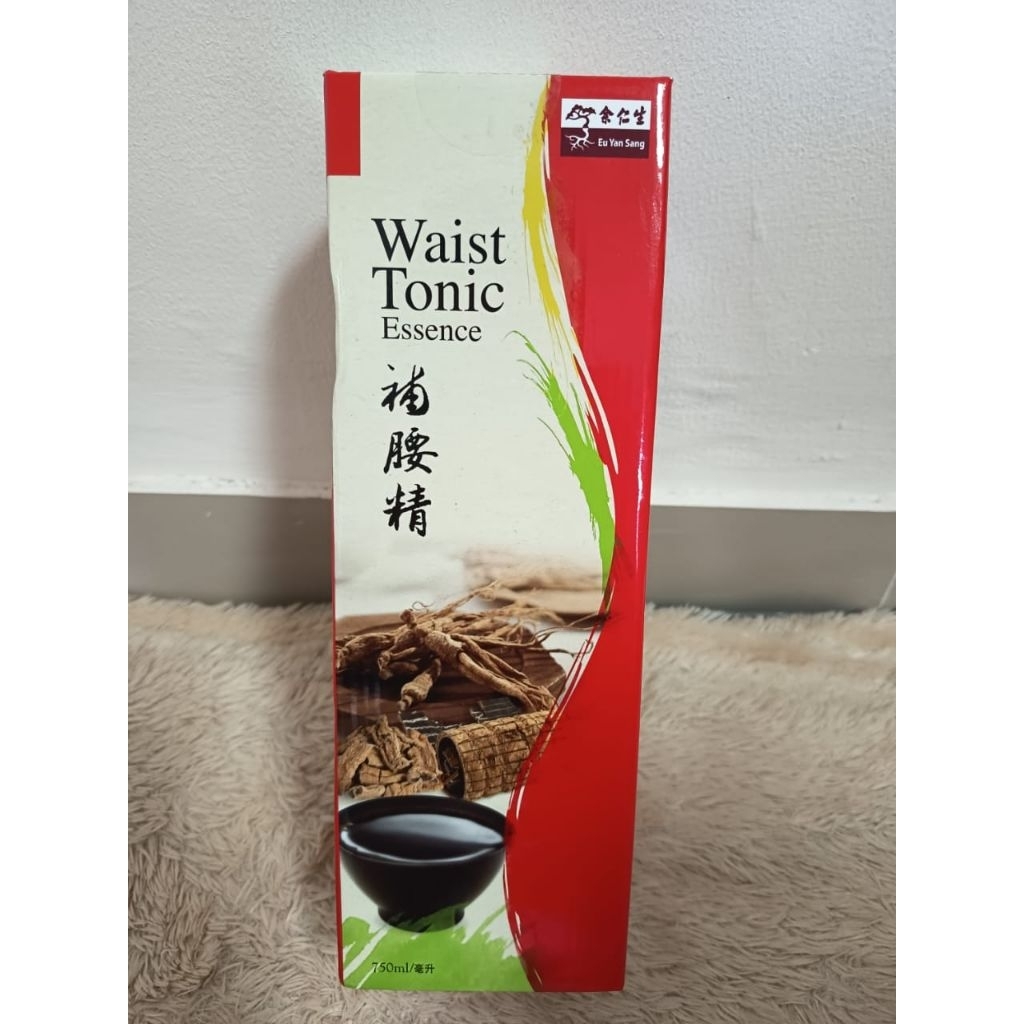 余仁生
Eu Yan Sang
Waist
Tonic
Essence
補
腰
精
750ml/毫升